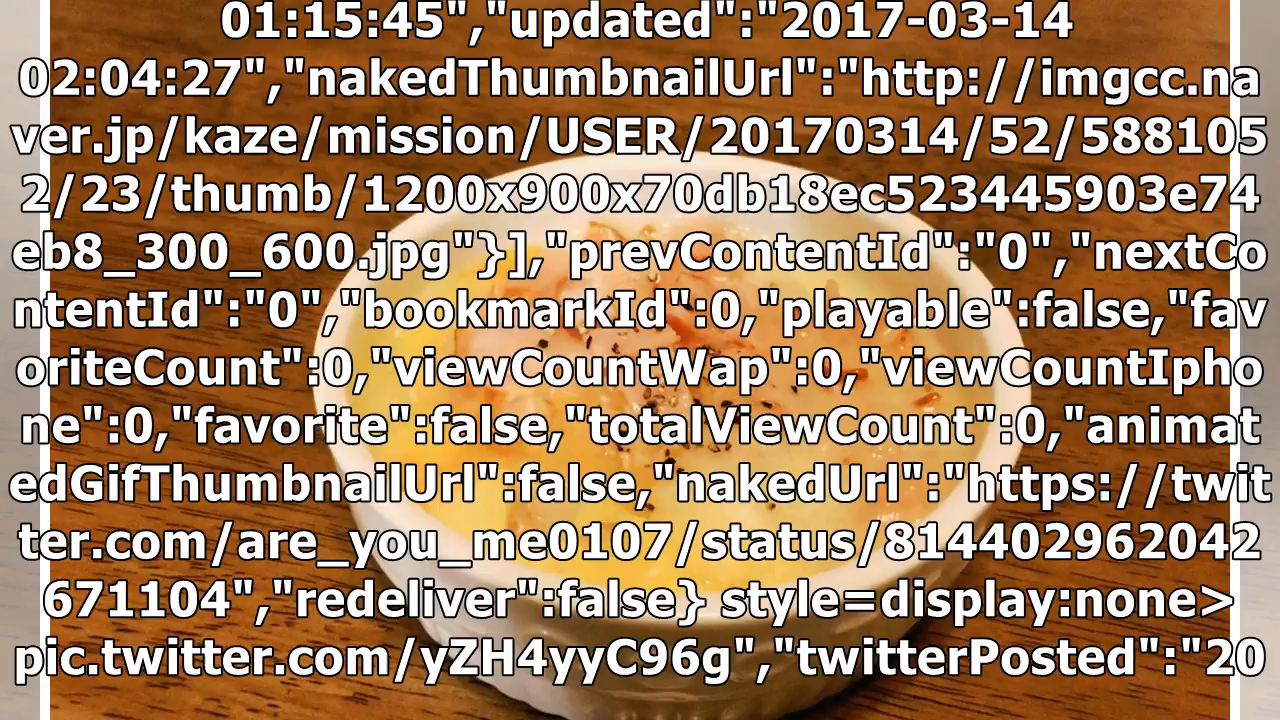 01:15:45","updated":"2017-03-14
02:04:27","nakedThumbnailUrl":"http://imgcc.na
ver.jp/kaze/mission/USER/20170314/52/588105
2/23/thumb/1200x900x70db18ec523445903e74
eb8_300_600.jpg"}],"prevContentId":"0","nextCo
ntentId":"0","bookmarkId":0,"playable":false,"fav
oriteCount":0,"viewCountWap":0,"viewCountIpho
ne":0,"favorite":false,"totalViewCount":0,"animat
edGifThumbnailUrl":false,"nakedUrl":"https://twit
ter.com/are_you_me0107/status/814402962042
671104","redeliver":false} style=display:none>
pic.twitter.com/yZH4yyC96g","twitterPosted":"20